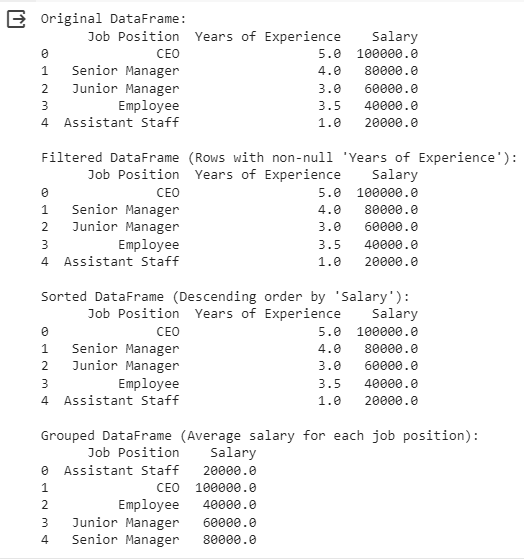 Original DataFrame:
Job Position  Years of Experience    Salary
0              CEO                  5.0  100000.0
1   Senior Manager                  4.0   80000.0
2   Junior Manager                  3.0   60000.0
3         Employee                  3.5   40000.0
4  Assistant Staff                  1.0   20000.0
Filtered DataFrame (Rows with non-null 'Years of Experience'):
Job Position  Years of Experience    Salary
0              CEO                  5.0  100000.0
1   Senior Manager                  4.0   80000.0
2   Junior Manager                  3.0   60000.0
3         Employee                  3.5   40000.0
4  Assistant Staff                  1.0   20000.0
Sorted DataFrame (Descending order by 'Salary'):
Job Position  Years of Experience    Salary
0              CEO                  5.0  100000.0
1   Senior Manager                  4.0   80000.0
2   Junior Manager                  3.0   60000.0
3         Employee                  3.5   40000.0
4  Assistant Staff                  1.0   20000.0
Grouped DataFrame (Average salary for each job position):
Job Position    Salary
0  Assistant Staff   20000.0
1              CEO  100000.0
2         Employee   40000.0
3   Junior Manager   60000.0
4   Senior Manager   80000.0